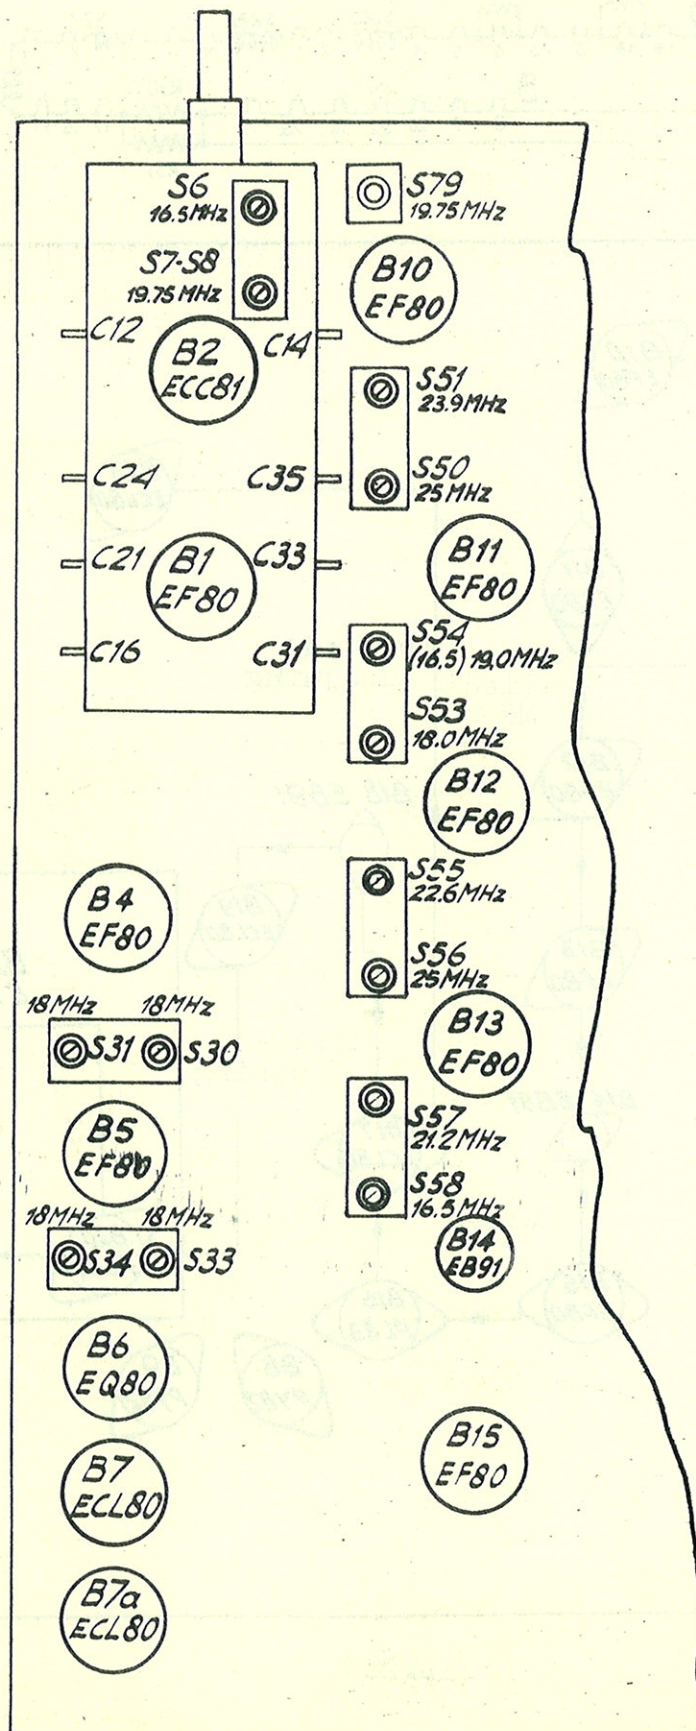 S6
16.5MHz
S7-S8
19.75MHz
C12
C14
B2
ECC81
C24
C35
C21
C33
B1
EF80
C16
C31
S79
19.75MHz
B10
EF80
S51
23.9MHz
S50
25MHz
B11
EF80
S54
(16.5) 19.0MHz
S53
18.0MHz
B12
EF80
S55
22.6MHz
S56
25MHz
B13
EF80
S57
21.2MHz
S58
16.5MHz
B14
EB91
B15
EF80
B4
EF80
18MHz 18MHz
S31 S30
B5
EF80
18MHz 18MHz
S34 S33
B6
EQ80
B7
ECL80
B7a
ECL80